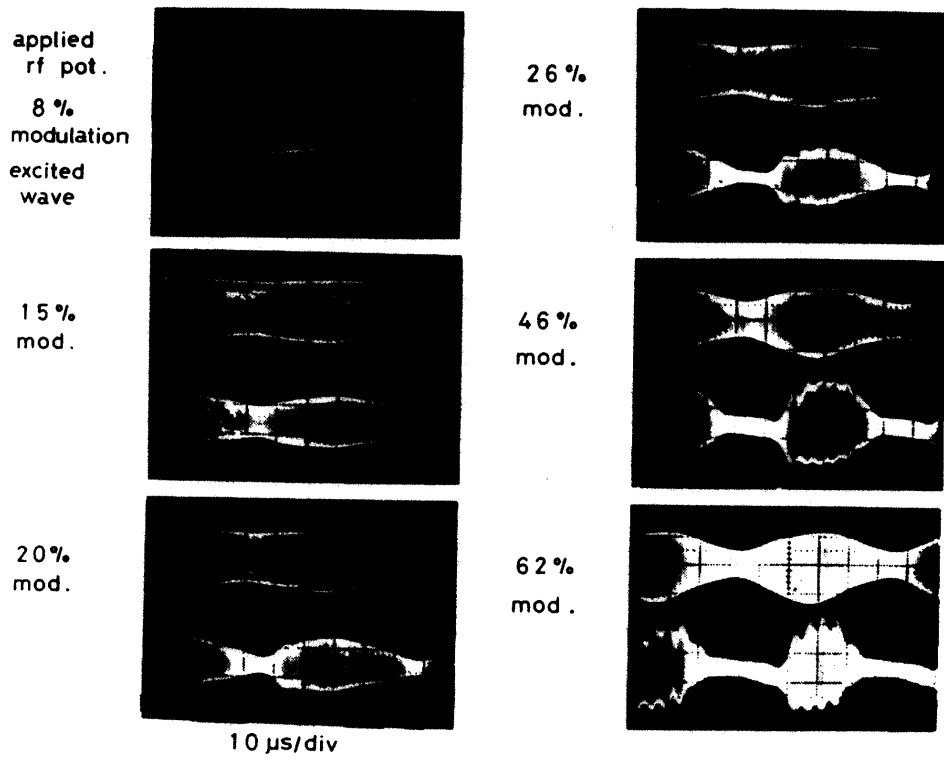 applied
rf pot.
8%
modulation
excited
wave
15%
mod.
20%
mod.
10 µs/div
26%
mod.
46%
mod.
62%
mod.